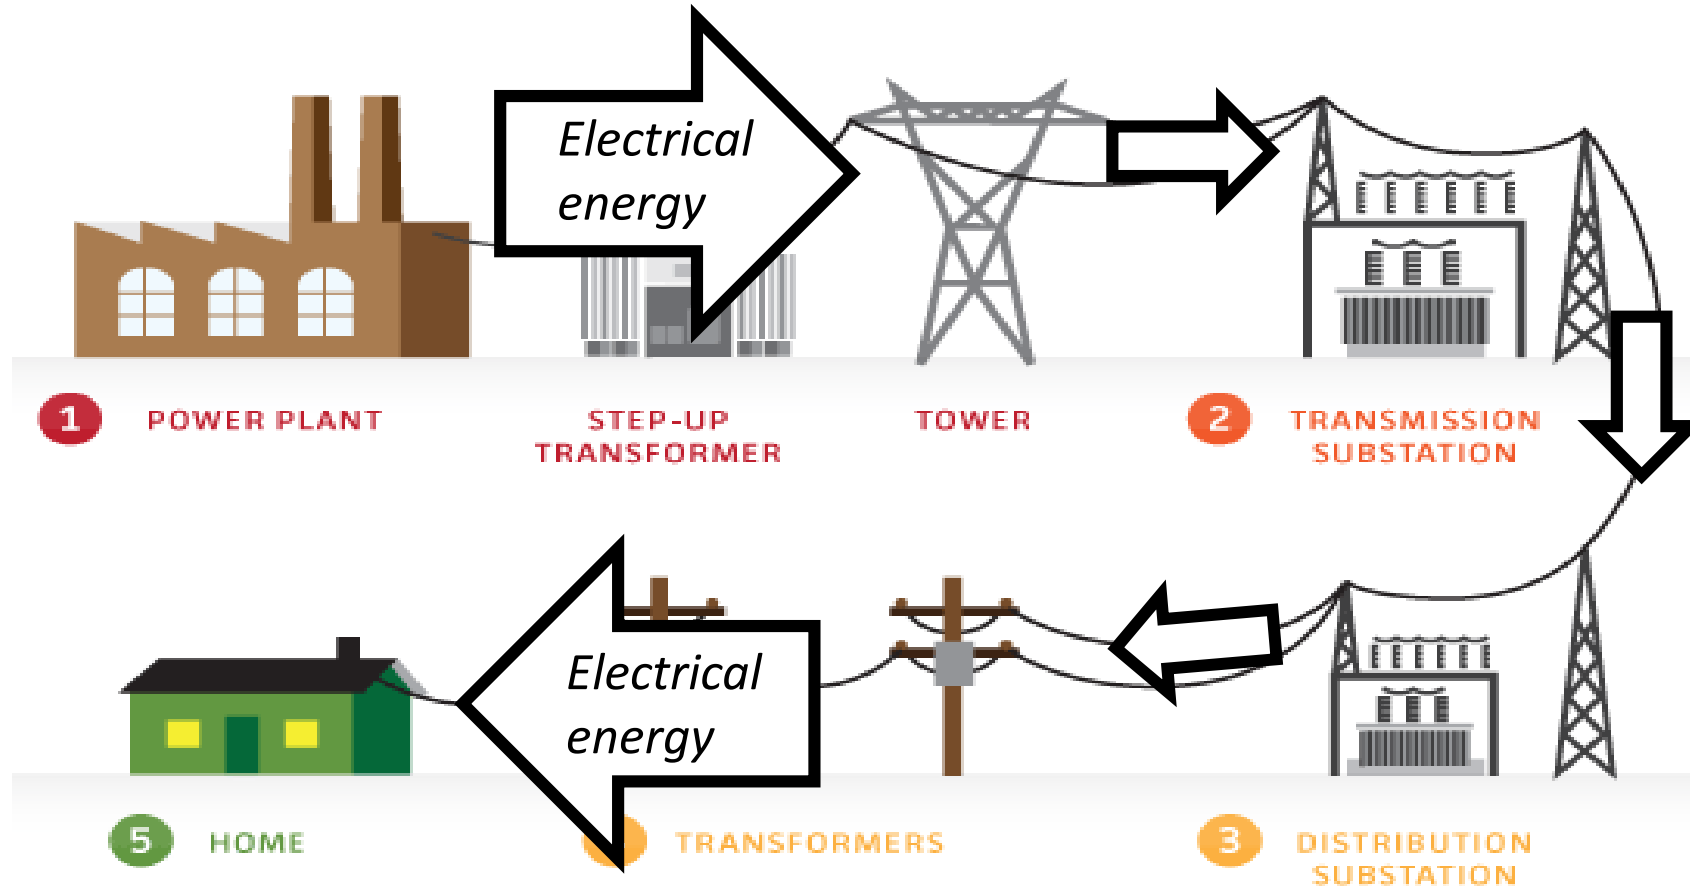 Electrical
energy
1 POWER PLANT
STEP-UP
TRANSFORMER
TOWER
2 TRANSMISSION
SUBSTATION
Electrical
energy
5 HOME
TRANSFORMERS
3 DISTRIBUTION
SUBSTATION